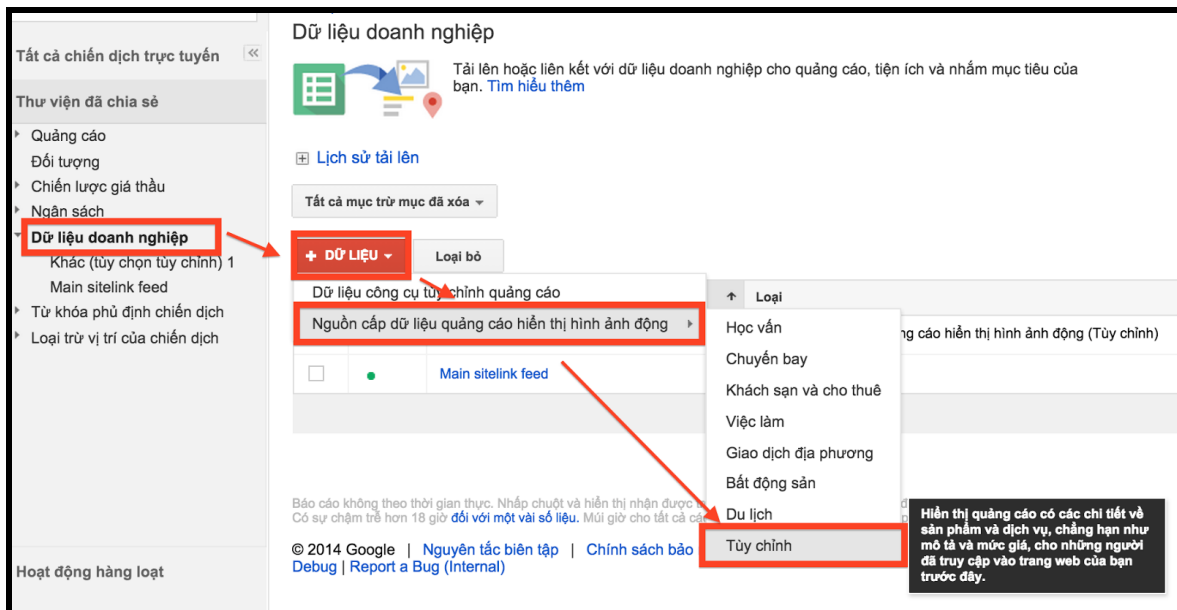 Dữ liệu doanh nghiệp
Tất cả chiến dịch trực tuyến
Thư viện đã chia sẻ
Quảng cáo
Đối tượng
Chiến lược giá thầu
Ngân sách
Dữ liệu doanh nghiệp
Khác (tùy chọn tùy chỉnh) 1
Main sitelink feed
Từ khóa phủ định chiến dịch
Loại trừ vị trí của chiến dịch
Hoạt động hàng loạt
Tải lên hoặc liên kết với dữ liệu doanh nghiệp cho quảng cáo, tiện ích và nhắm mục tiêu của
bạn. Tìm hiểu thêm
Lịch sử tải lên
Tất cả mục trừ mục đã xóa
+ DỮ LIỆU
Loại bỏ
Dữ liệu công cụ tùy chỉnh quảng cáo
Nguồn cấp dữ liệu quảng cáo hiển thị hình ảnh động
Loại
cáo hiển thị hình ảnh động (Tùy chỉnh)
Main sitelink feed
Học vấn
Chuyến bay
Khách sạn và cho thuê
Việc làm
Giao dịch địa phương
Bất động sản
Du lịch
Tùy chỉnh
Báo cáo không theo thời gian thực. Nhấp chuột và hiển thị nhận được
Có sự chậm trễ hơn 18 giờ đối với một vài số liệu. Múi giờ cho tất cả
© 2014 Google | Nguyên tắc biên tập | Chính sách bảo
Debug | Report a Bug (Internal)
Hiển thị quảng cáo có các chi tiết về
sản phẩm và dịch vụ, chẳng hạn như
mô tả và mức giá, cho những người
đã truy cập vào trang web của bạn
trước đây.